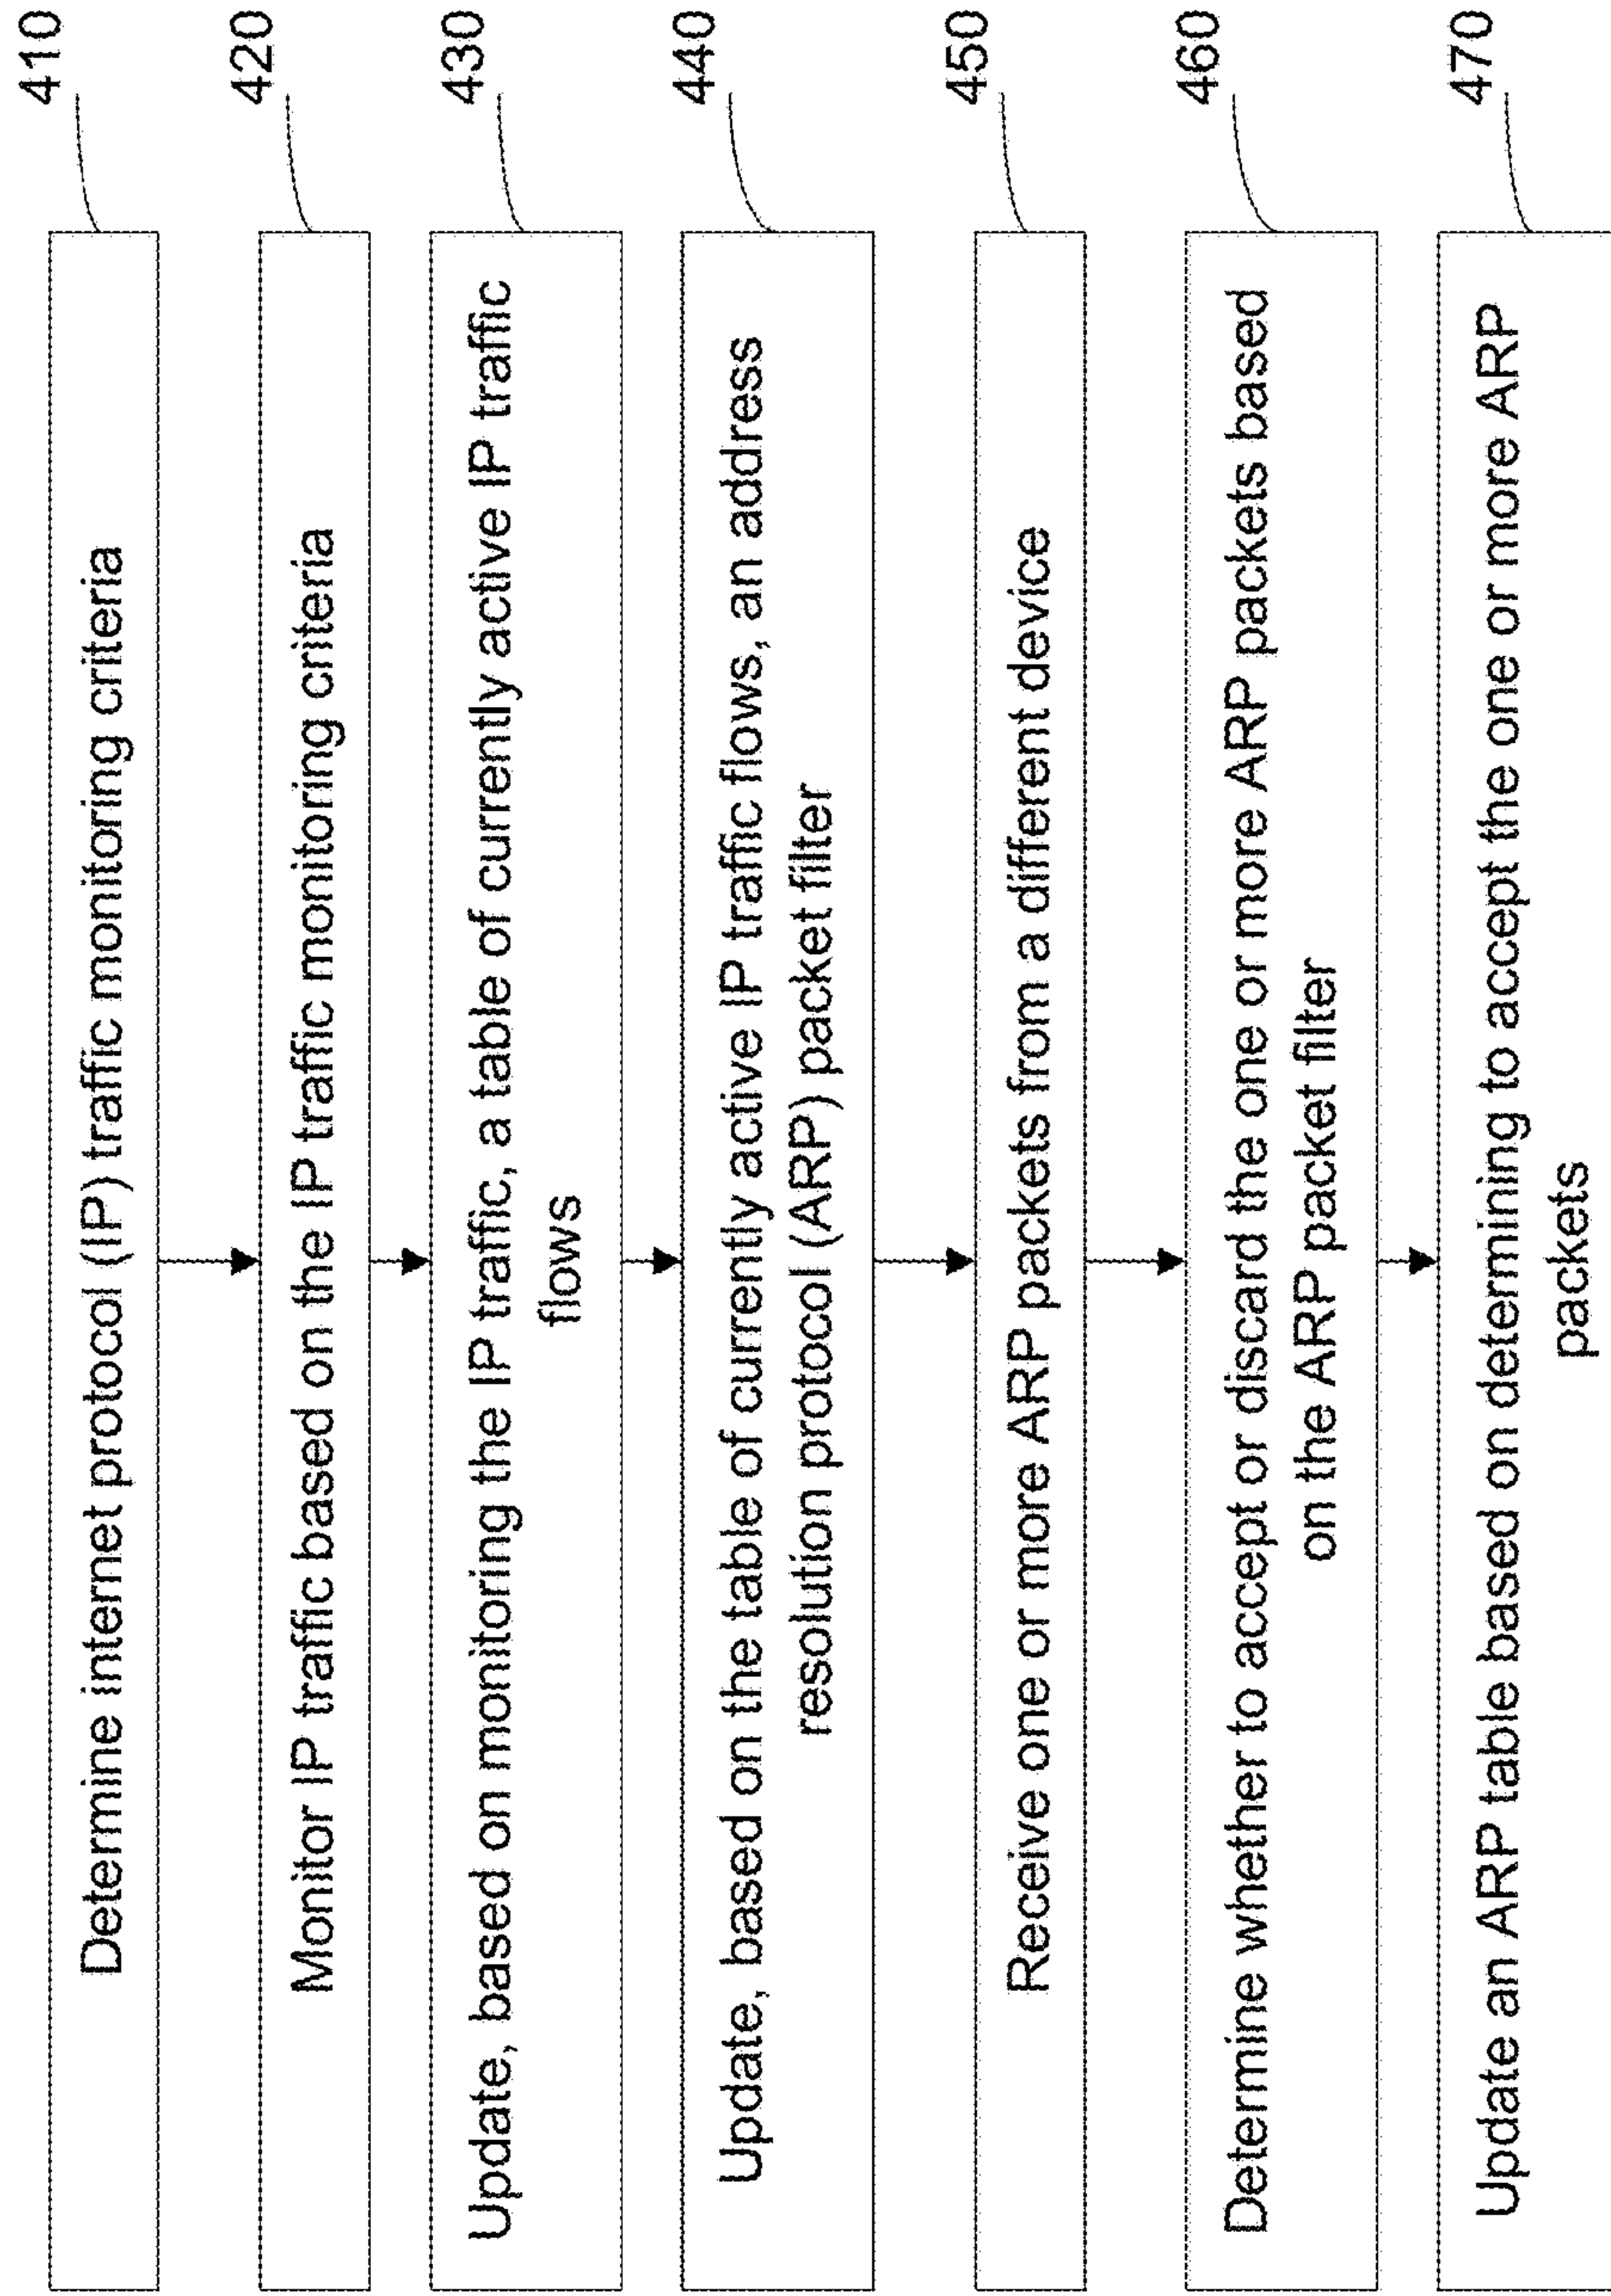 Determine internet protocol (IP) traffic monitoring criteria
410
Monitor IP traffic based on the IP traffic monitoring criteria
420
Update, based on monitoring the IP traffic, a table of currently active IP traffic
flows
430
Update, based on the table of currently active IP traffic flows, an address
resolution protocol (ARP) packet filter
440
Receive one or more ARP packets from a different device
450
Determine whether to accept or discard the one or more ARP packets based
on the ARP packet filter
460
Update an ARP table based on determining to accept the one or more ARP
packets
470